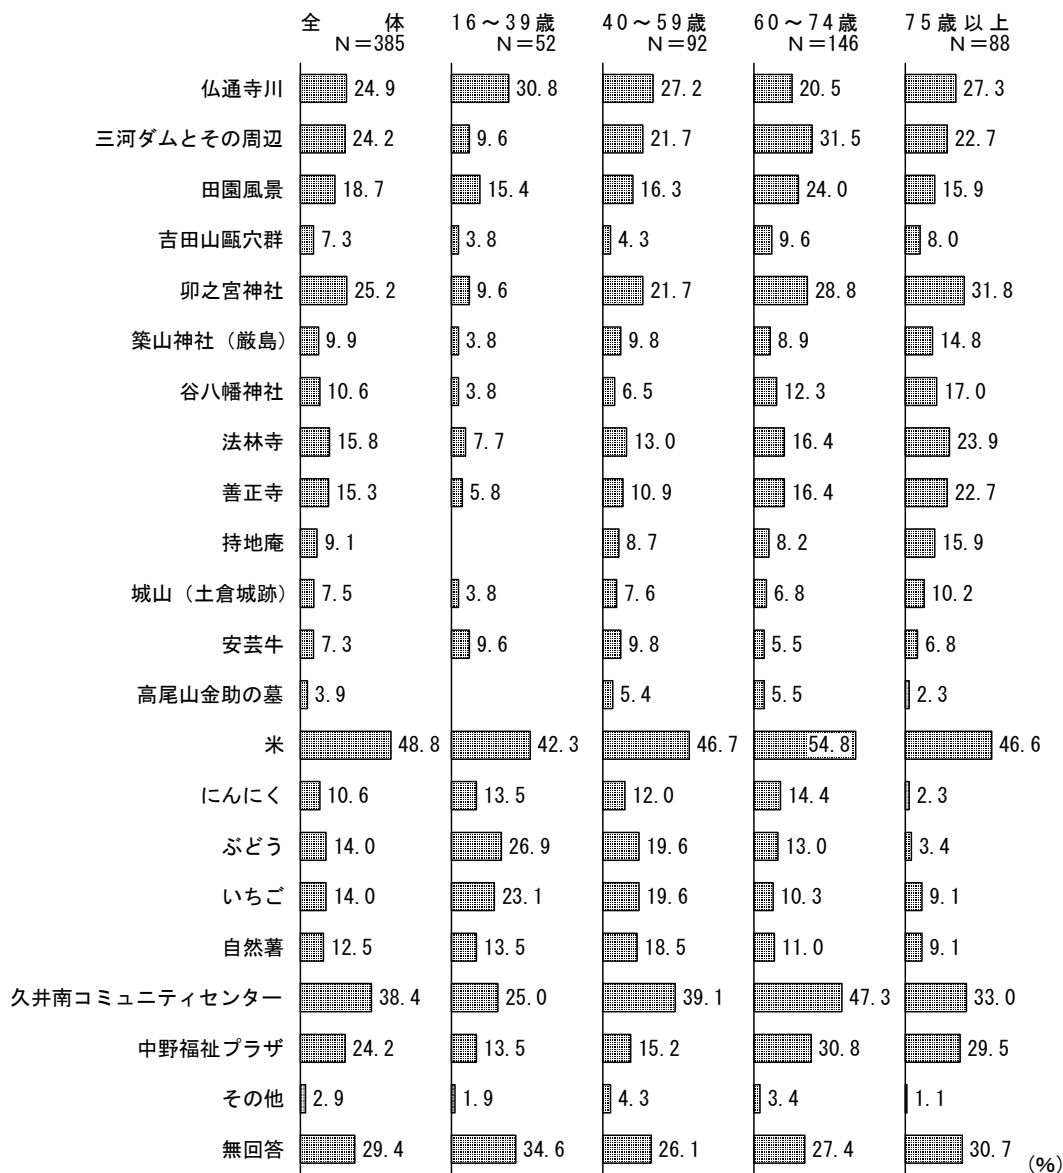 全　　体　16～39歳　40～59歳　60～74歳　75歳以上
N=385　N=52　N=92　N=146　N=88
仏通寺川　24.9　30.8　27.2　20.5　27.3
三河ダムとその周辺　24.2　9.6　21.7　31.5　22.7
田園風景　18.7　15.4　16.3　24.0　15.9
吉田山甌穴群　7.3　3.8　4.3　9.6　8.0
卯之宮神社　25.2　9.6　21.7　28.8　31.8
築山神社（厳島）　9.9　3.8　9.8　8.9　14.8
谷八幡神社　10.6　3.8　6.5　12.3　17.0
法林寺　15.8　7.7　13.0　16.4　23.9
善正寺　15.3　5.8　10.9　16.4　22.7
持地庵　9.1　8.7　8.2　15.9
城山（土倉城跡）　7.5　3.8　7.6　6.8　10.2
安芸牛　7.3　9.6　9.8　5.5　6.8
高尾山金助の墓　3.9　5.4　5.5　2.3
米　48.8　42.3　46.7　54.8　46.6
にんにく　10.6　13.5　12.0　14.4　2.3
ぶどう　14.0　26.9　19.6　13.0　3.4
いちご　14.0　23.1　19.6　10.3　9.1
自然薯　12.5　13.5　18.5　11.0　9.1
久井南コミュニティセンター　38.4　25.0　39.1　47.3　33.0
中野福祉プラザ　24.2　13.5　15.2　30.8　29.5
その他　2.9　1.9　4.3　3.4　1.1
無回答　29.4　34.6　26.1　27.4　30.7
(%)